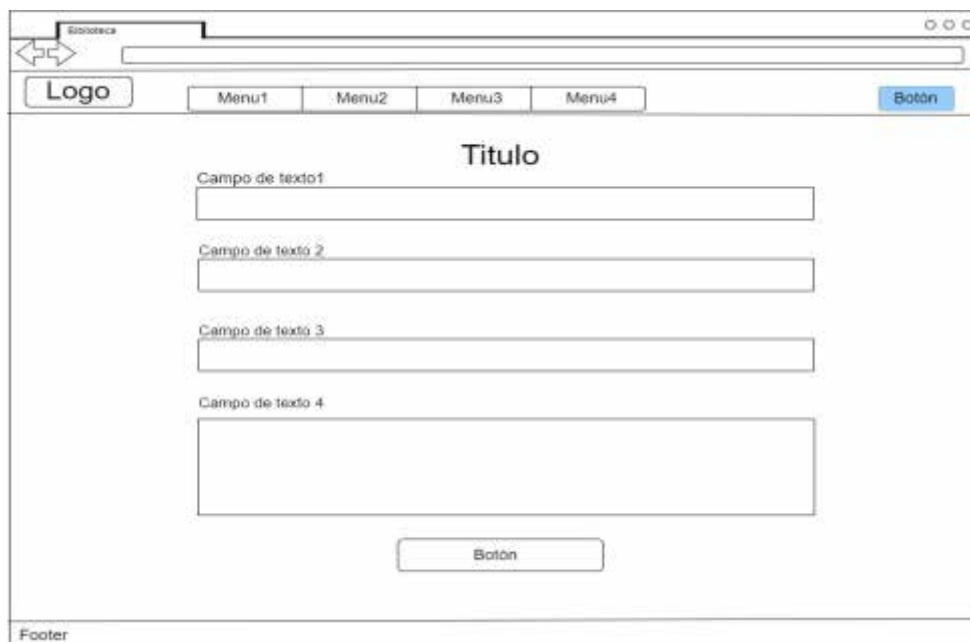 Biblioteca
Logo
Menu1 Menu2 Menu3 Menu4
Botón
Titulo
Campo de texto1
Campo de texto 2
Campo de texto 3
Campo de texto 4
Botón
Footer